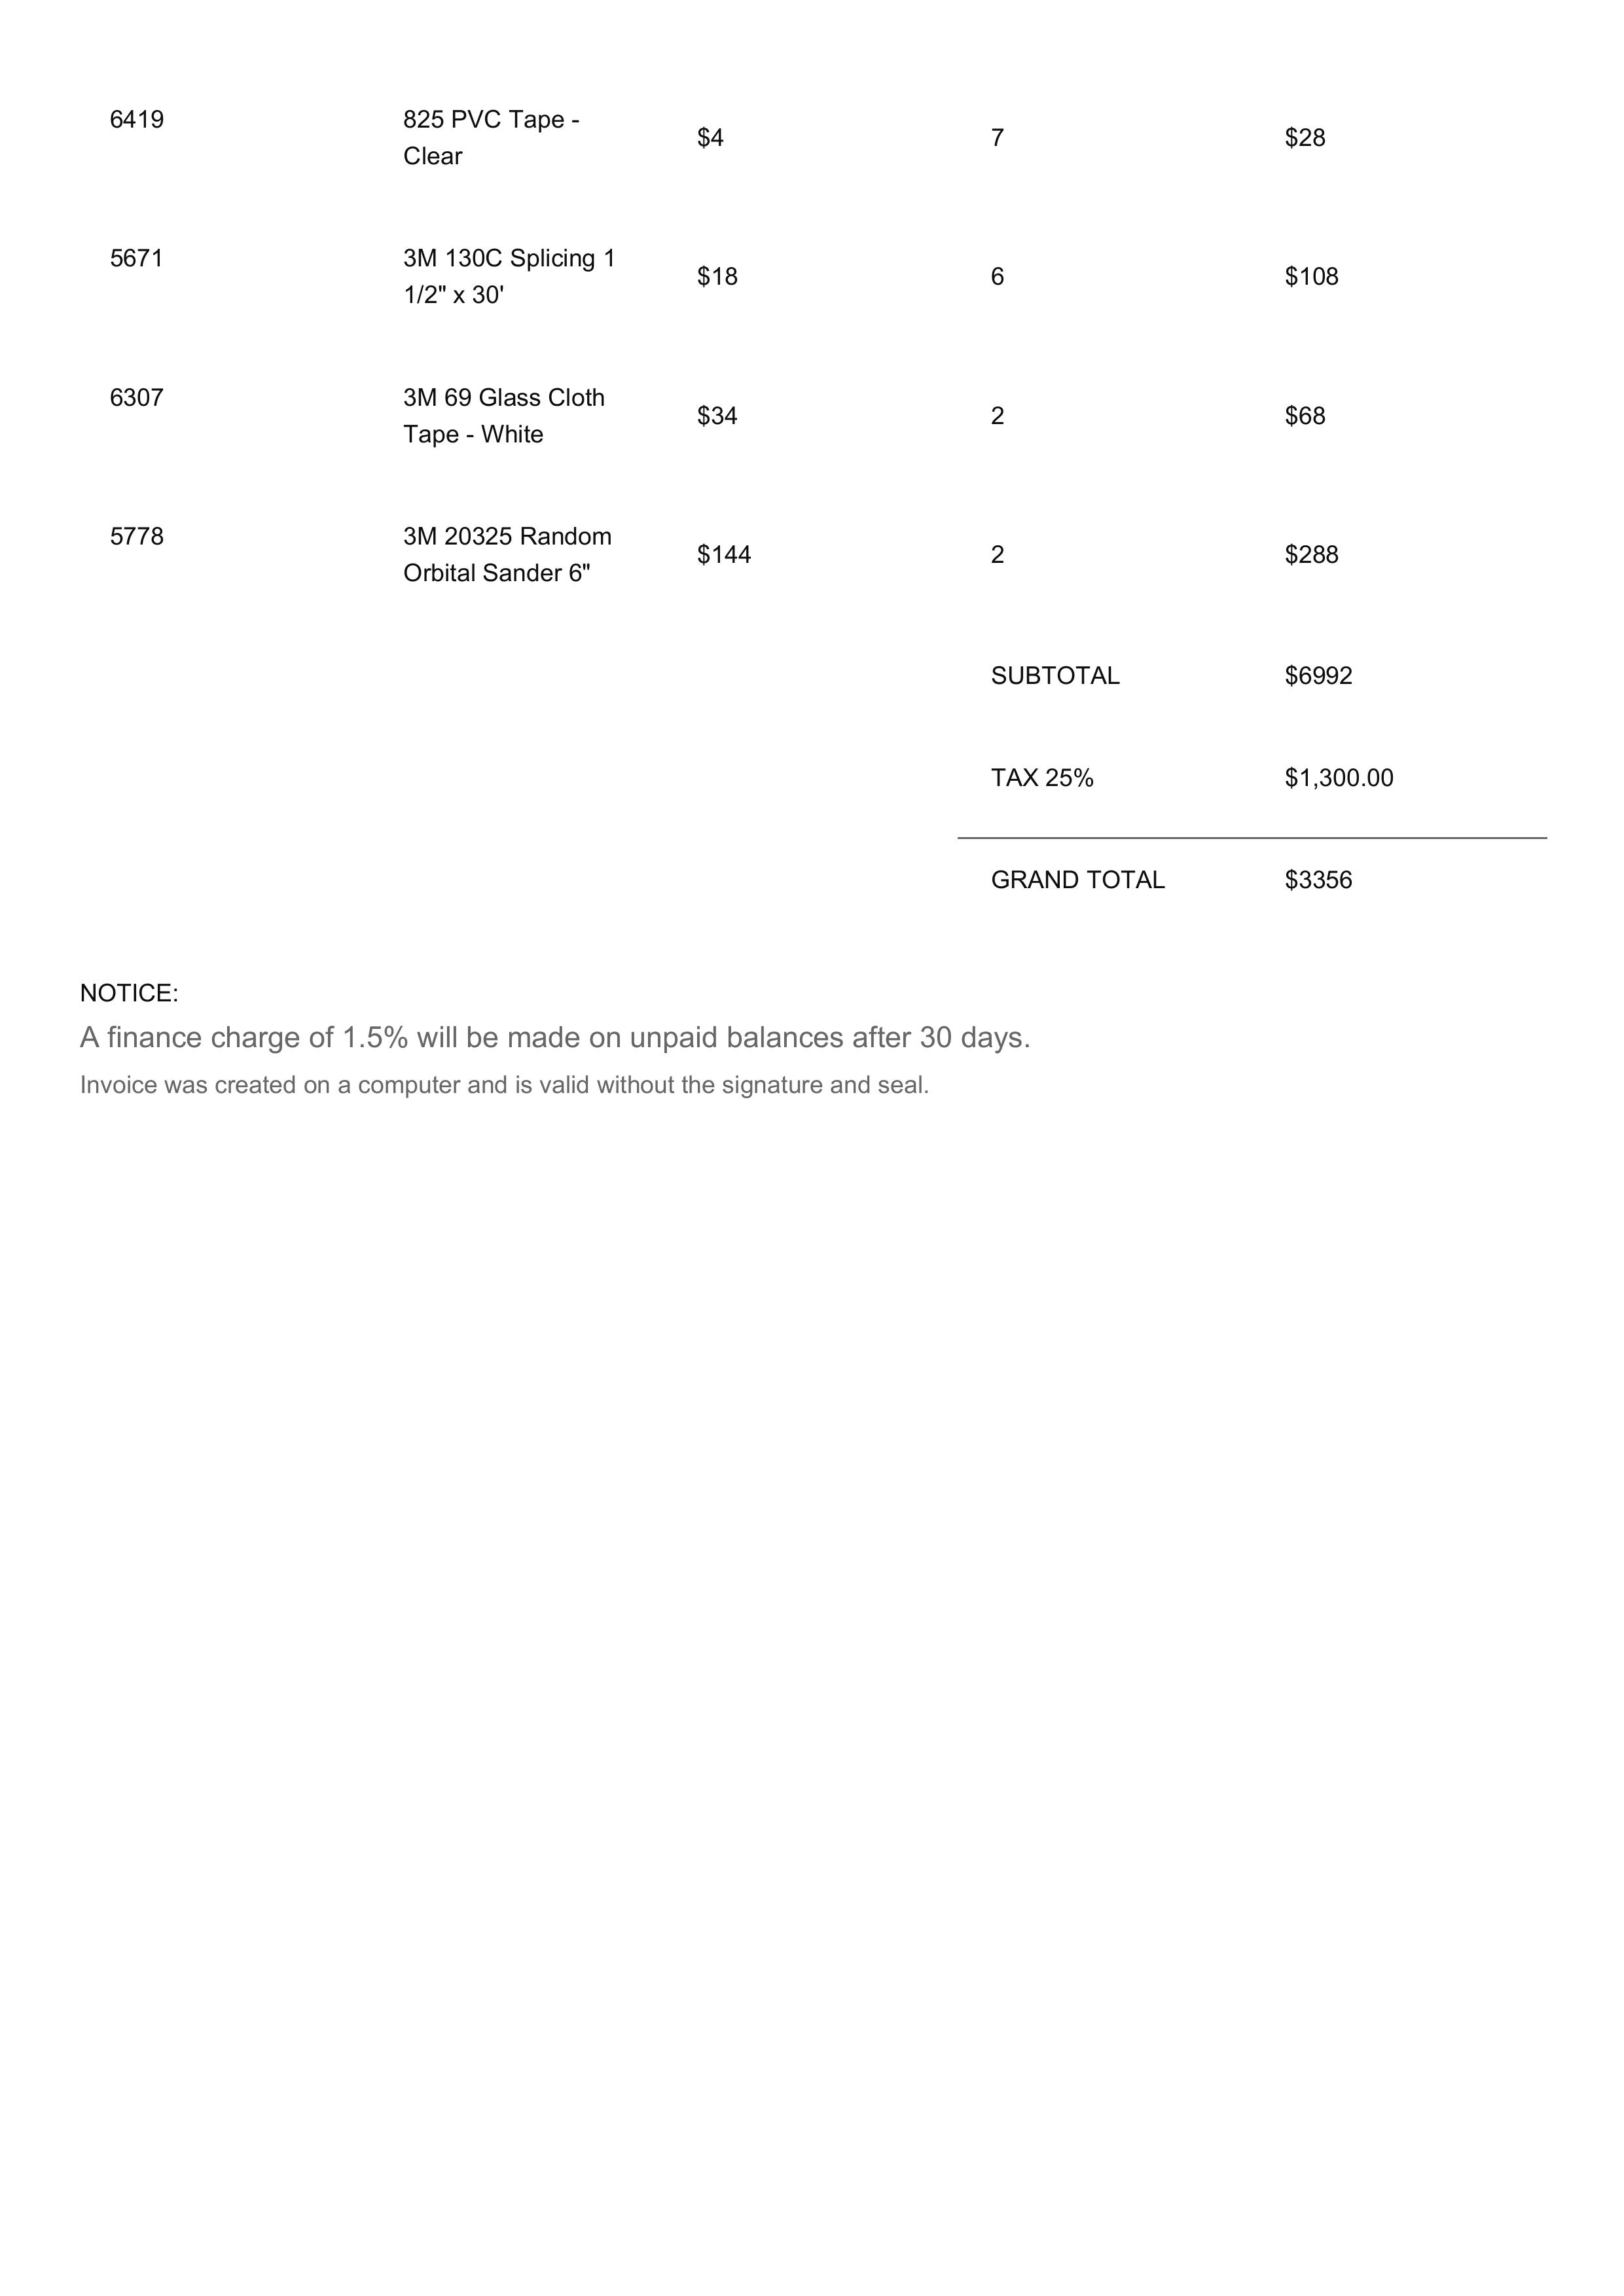 6419 825 PVC Tape - $4 7 $28
Clear
5671 3M 130C Splicing 1 $18 6 $108
1/2" x 30'
6307 3M 69 Glass Cloth $34 2 $68
Tape - White
5778 3M 20325 Random $144 2 $288
Orbital Sander 6"
SUBTOTAL $6992
TAX 25% $1,300.00
GRAND TOTAL $3356
NOTICE:
A finance charge of 1.5% will be made on unpaid balances after 30 days.
Invoice was created on a computer and is valid without the signature and seal.